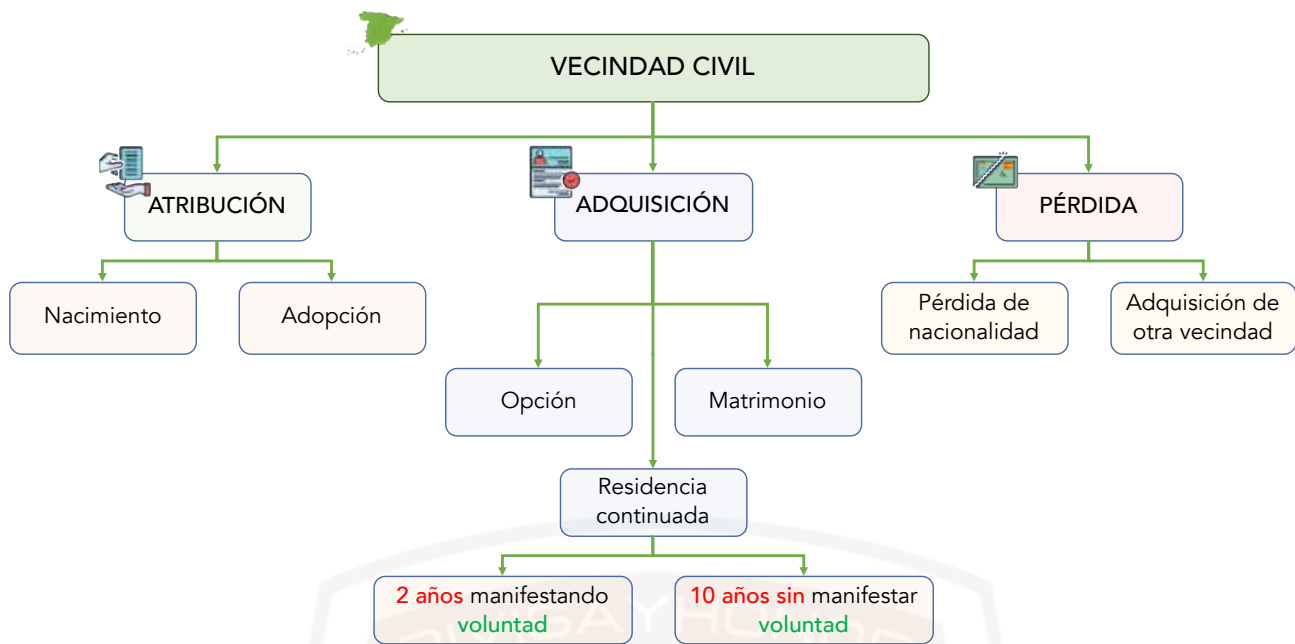 VECINDAD CIVIL
ATRIBUCIÓN
ADQUISICIÓN
PÉRDIDA
Nacimiento
Adopción
Pérdida de
nacionalidad
Adquisición de
otra vecindad
Opción
Matrimonio
Residencia
continuada
2 años manifestando
voluntad
10 años sin manifestar
voluntad